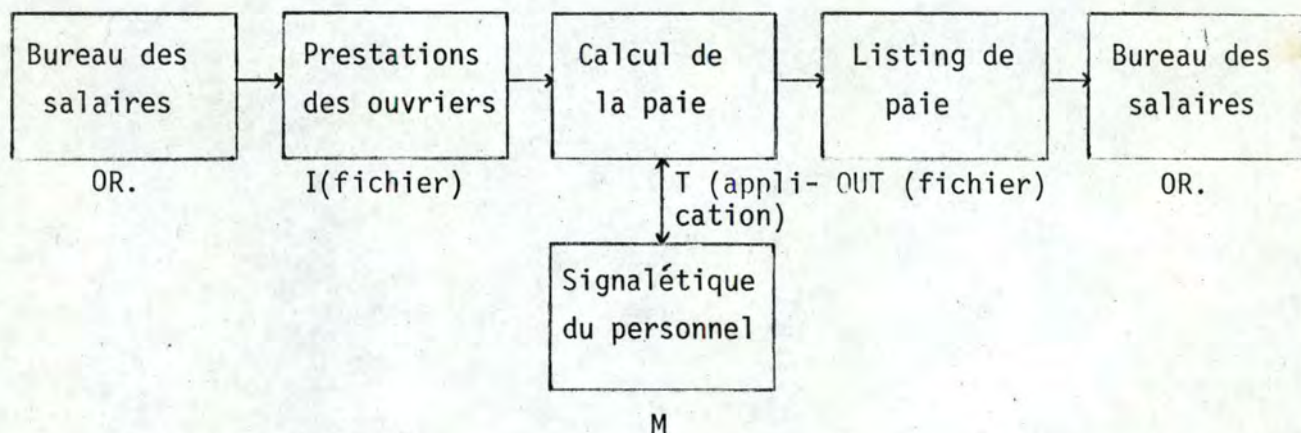 Bureau des
salaires
Prestations
des ouvriers
Calcul de
la paie
Listing de
paie
Bureau des
salaires
OR.
I(fichier)
T (appli-
cation)
OUT (fichier)
OR.
Signalétique
du personnel
M